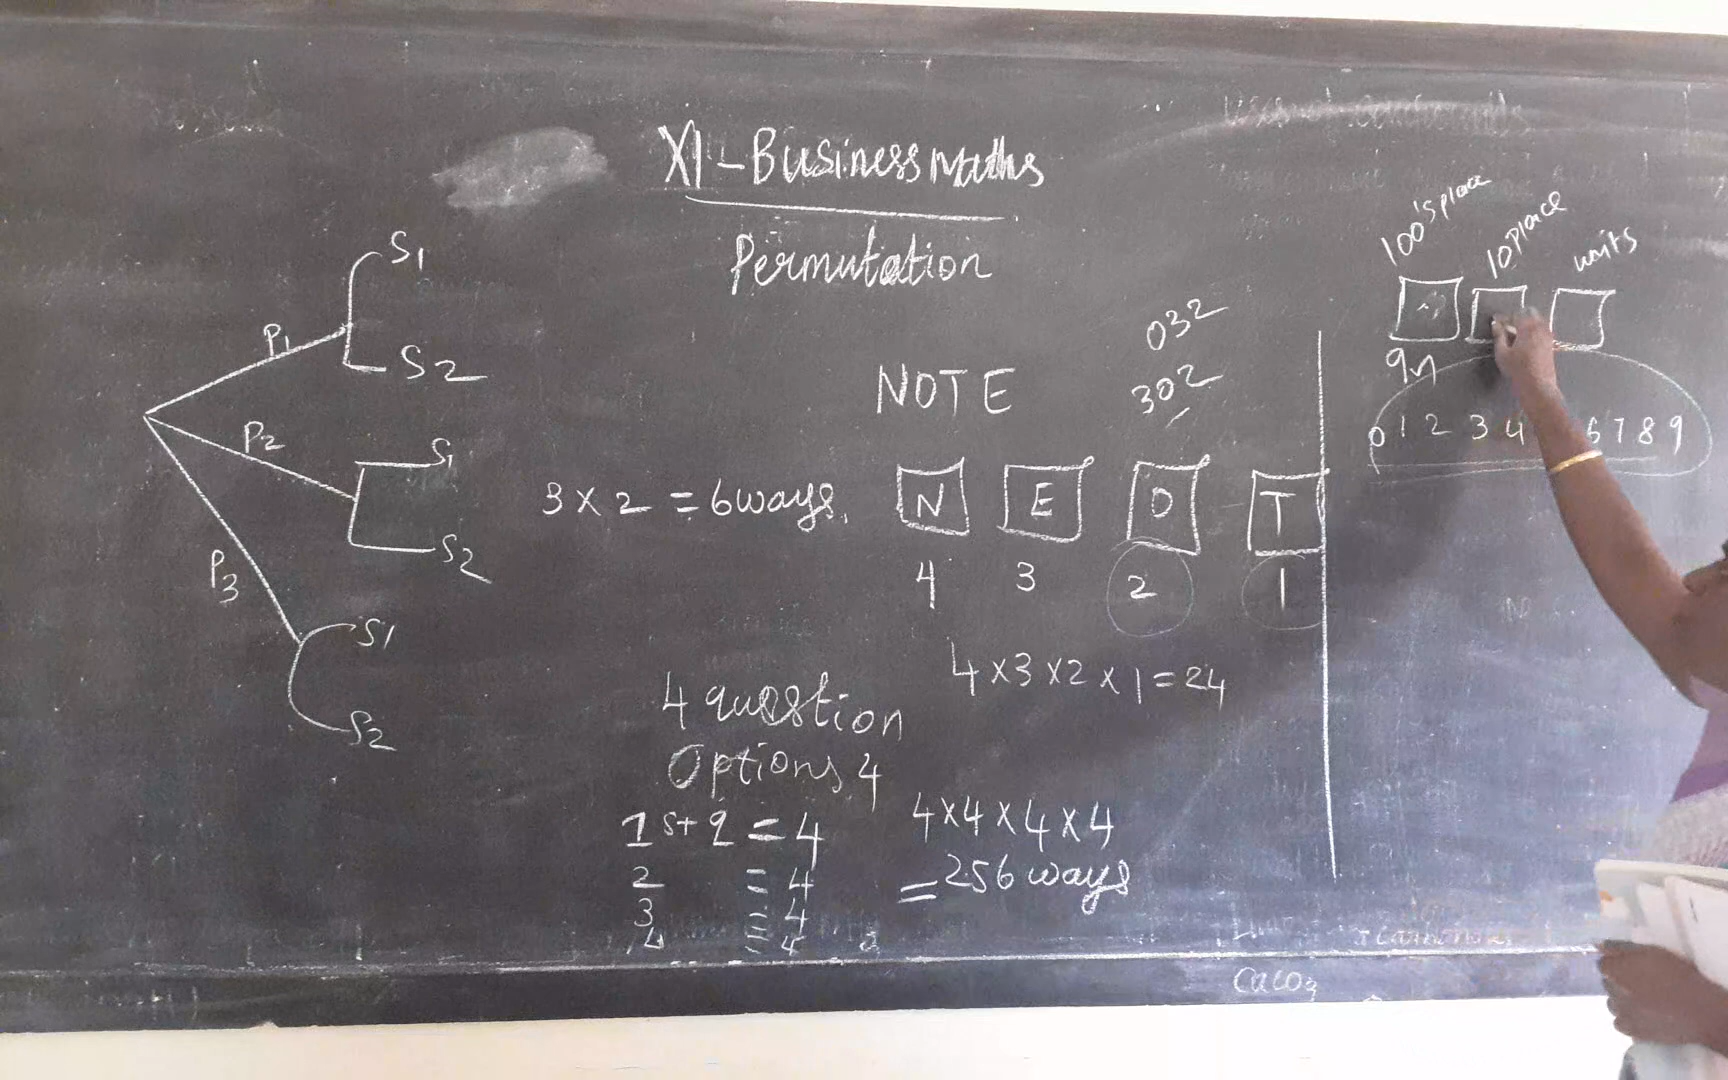 XI - Business Maths
Permutation
P1
S1
S2
P2
S1
S2
P3
S1
S2
3 x 2 = 6 ways.
NOTE
032
302
N E O T
4 3 2 1
4 x 3 x 2 x 1 = 24
4 question
Options 4
1 st q = 4
2 = 4
3 = 4
4 = 4
4 x 4 x 4 x 4
= 256 ways
100's place
10 place
units
9
0 1 2 3 4 6 7 8 9
CaCO3